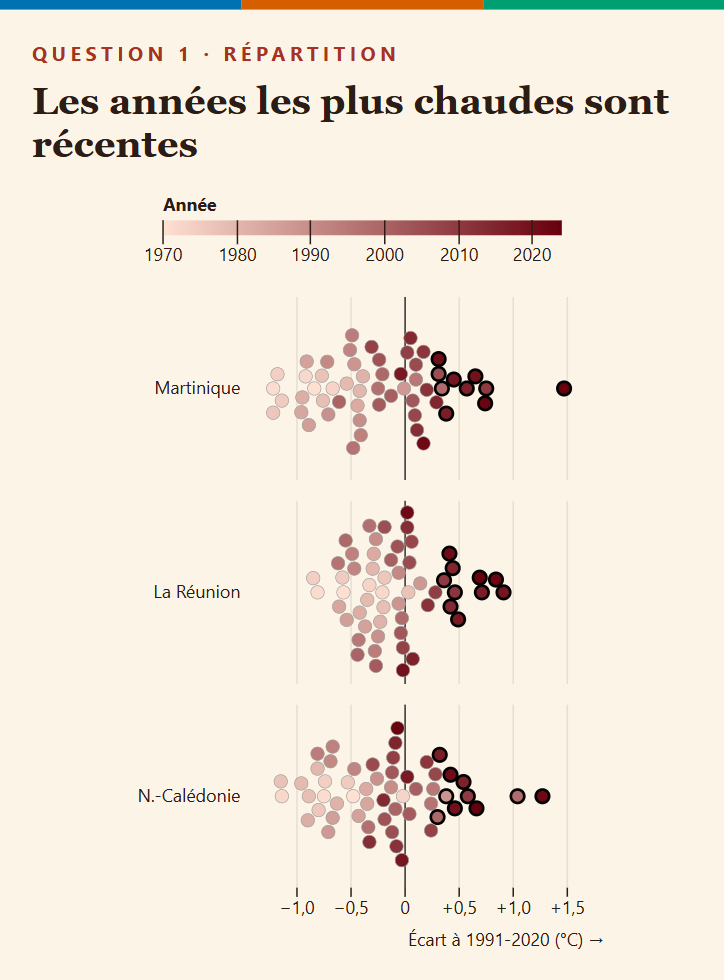 QUESTION 1 · RÉPARTITION
Les années les plus chaudes sont
récentes
Année
1970 1980 1990 2000 2010 2020
Martinique
La Réunion
N.-Calédonie
−1,0 −0,5 0 +0,5 +1,0 +1,5
Écart à 1991-2020 (°C) →